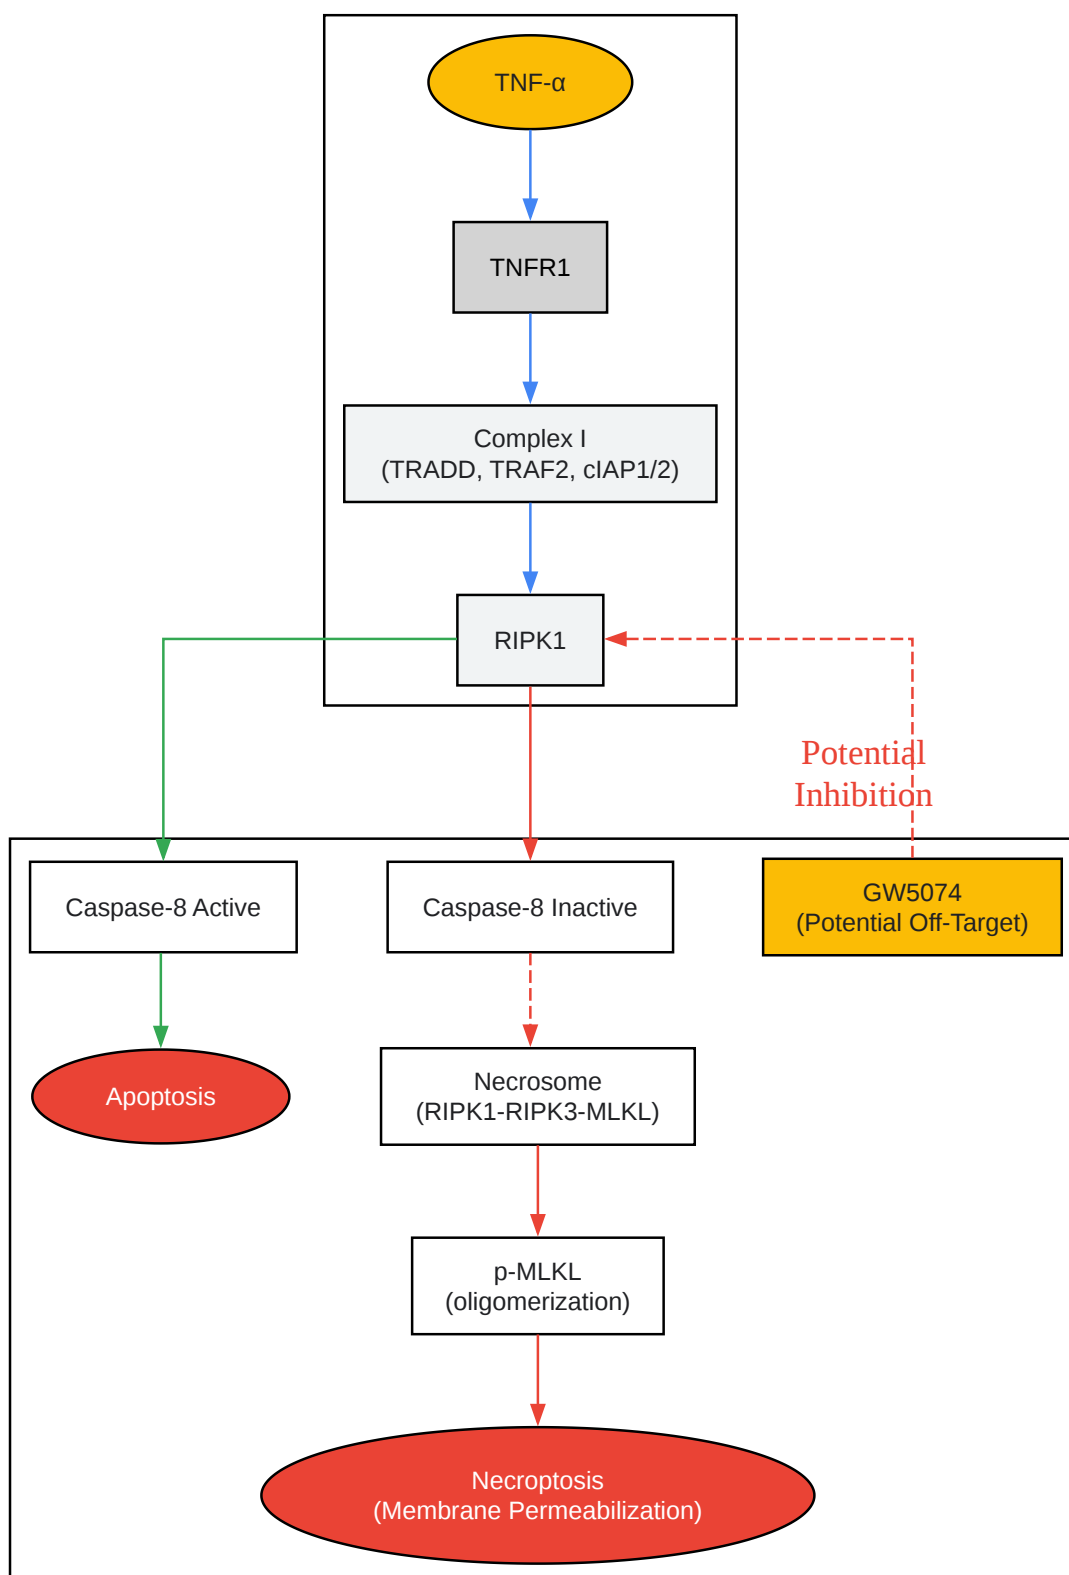 TNF-α
TNFR1
Complex I
(TRADD, TRAF2, cIAP1/2)
RIPK1
Potential
Inhibition
Caspase-8 Active
Caspase-8 Inactive
GW5074
(Potential Off-Target)
Apoptosis
Necrosome
(RIPK1-RIPK3-MLKL)
p-MLKL
(oligomerization)
Necroptosis
(Membrane Permeabilization)